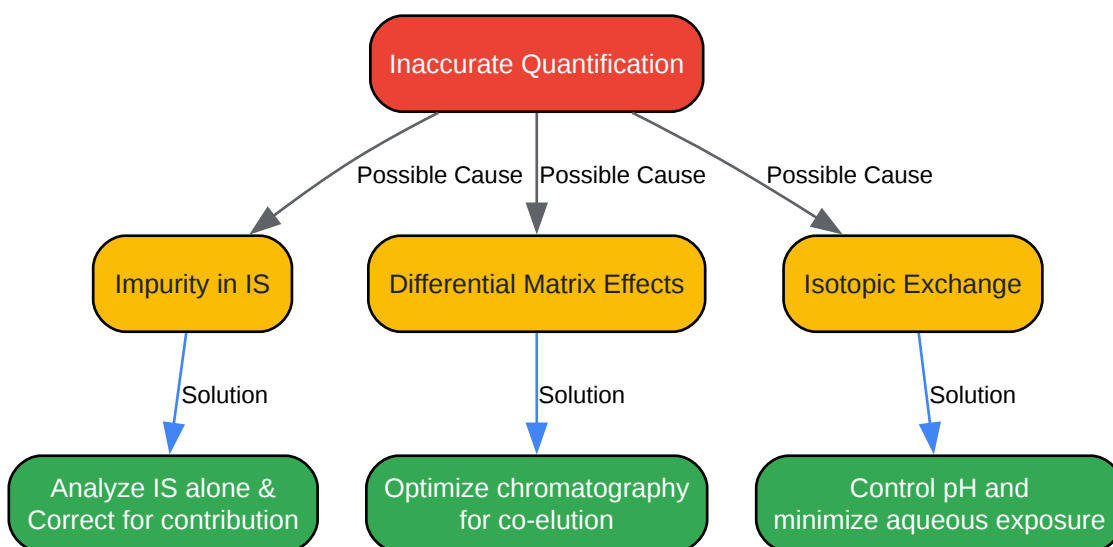 Inaccurate Quantification
Possible Cause
Possible Cause
Possible Cause
Impurity in IS
Differential Matrix Effects
Isotopic Exchange
Solution
Solution
Solution
Analyze IS alone &
Correct for contribution
Optimize chromatography
for co-elution
Control pH and
minimize aqueous exposure